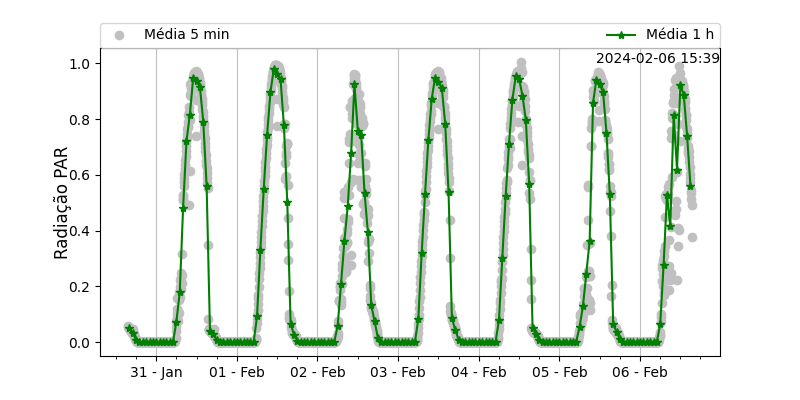 Média 5 min
Média 1 h
2024-02-06 15:39
Radiação PAR
1.0
0.8
0.6
0.4
0.2
0.0
31 - Jan
01 - Feb
02 - Feb
03 - Feb
04 - Feb
05 - Feb
06 - Feb